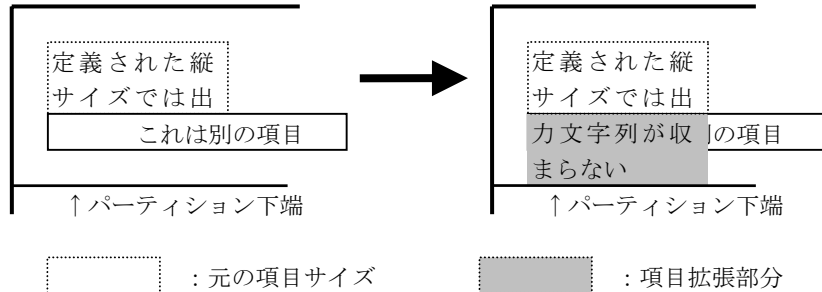 定義された縦
サイズでは出
これは別の項目
↑パーティション下端
定義された縦
サイズでは出
力文字列が収
の項目
まらない
↑パーティション下端
：元の項目サイズ
：項目拡張部分